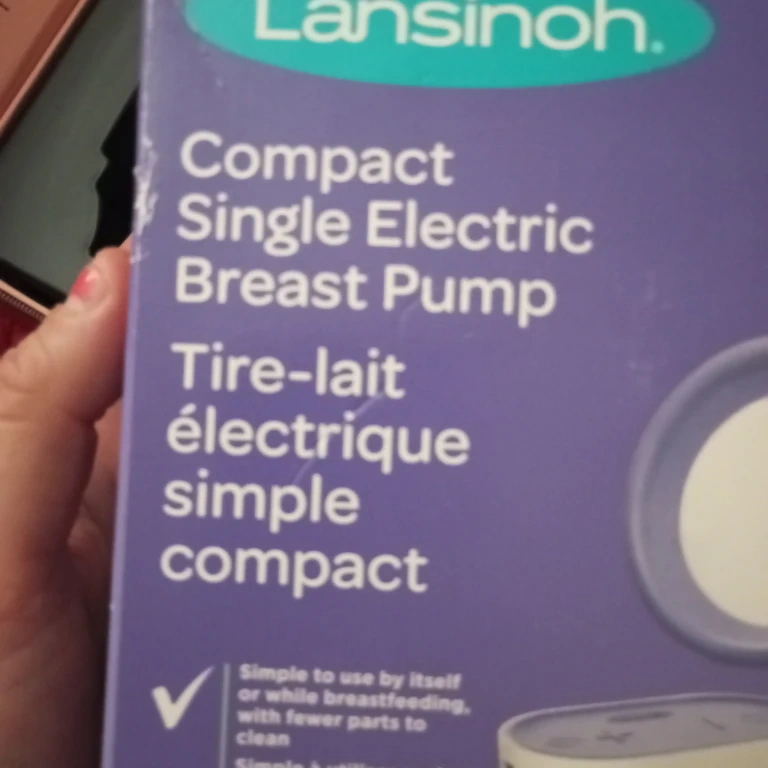 Lansinoh®
Compact
Single Electric
Breast Pump
Tire-lait
électrique
simple
compact
Simple to use by itself
or while breastfeeding,
with fewer parts to
clean
Simple à